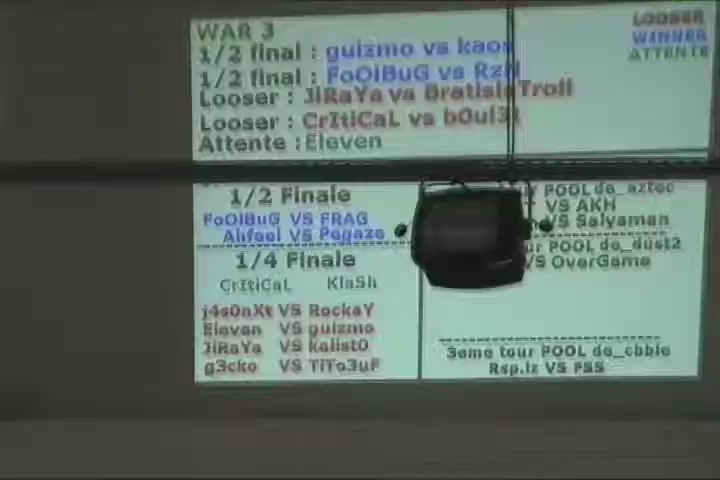 WAR 3
1/2 final : guizmo vs kaos
1/2 final : FoOlBuG vs RzN
Looser : JiRaYa vs BratislaTroll
Looser : CrItiCaL vs b0ul3t
Attente : Eleven
LOOSER
WINNER
ATTENTE
1/2 Finale
FoOlBuG VS FRAG
Alifeel VS Pegaze
1/4 Finale
CrItiCaL KlaSh
j4s0nXt VS RockaY
Eleven VS guizmo
JiRaYa VS kalist0
g3cko VS TiTo3uF
POOL de_aztec
VS AKH
VS Salyaman
POOL de_dust2
VS OverGame
3eme tour POOL de_cbble
Rsp.lz VS FSS